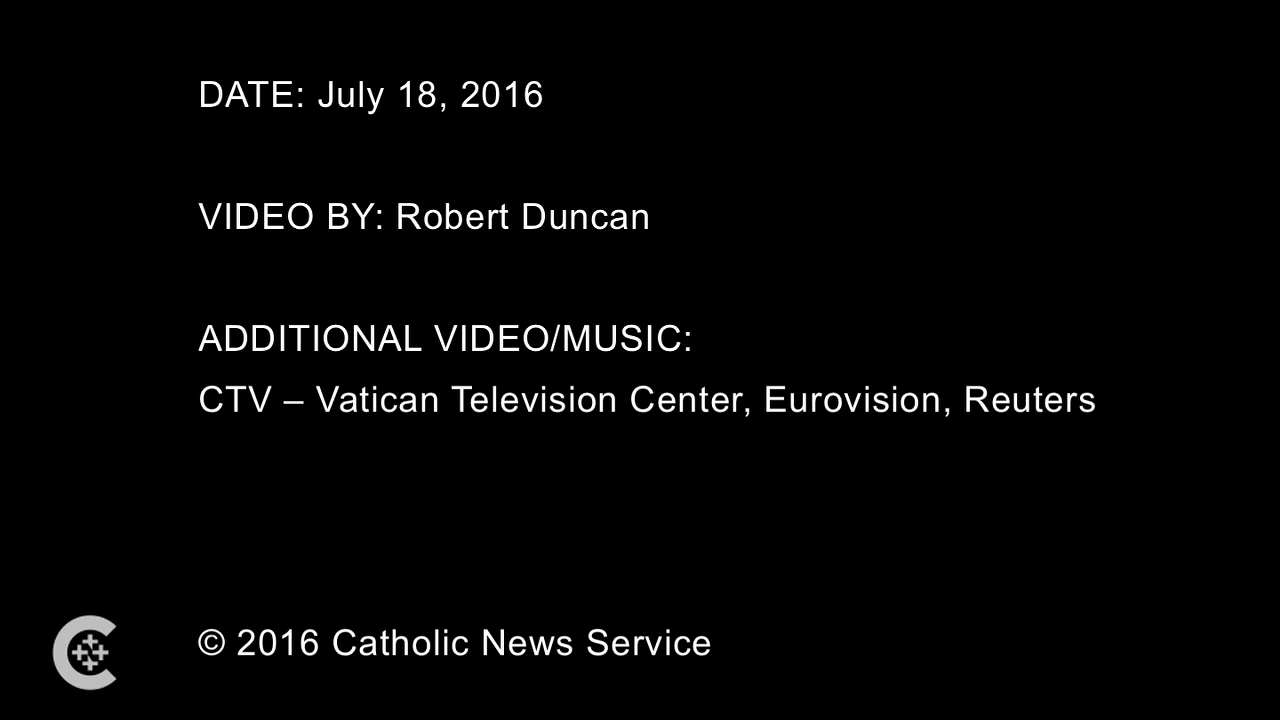 DATE: July 18, 2016
VIDEO BY: Robert Duncan
ADDITIONAL VIDEO/MUSIC:
CTV – Vatican Television Center, Eurovision, Reuters
© 2016 Catholic News Service